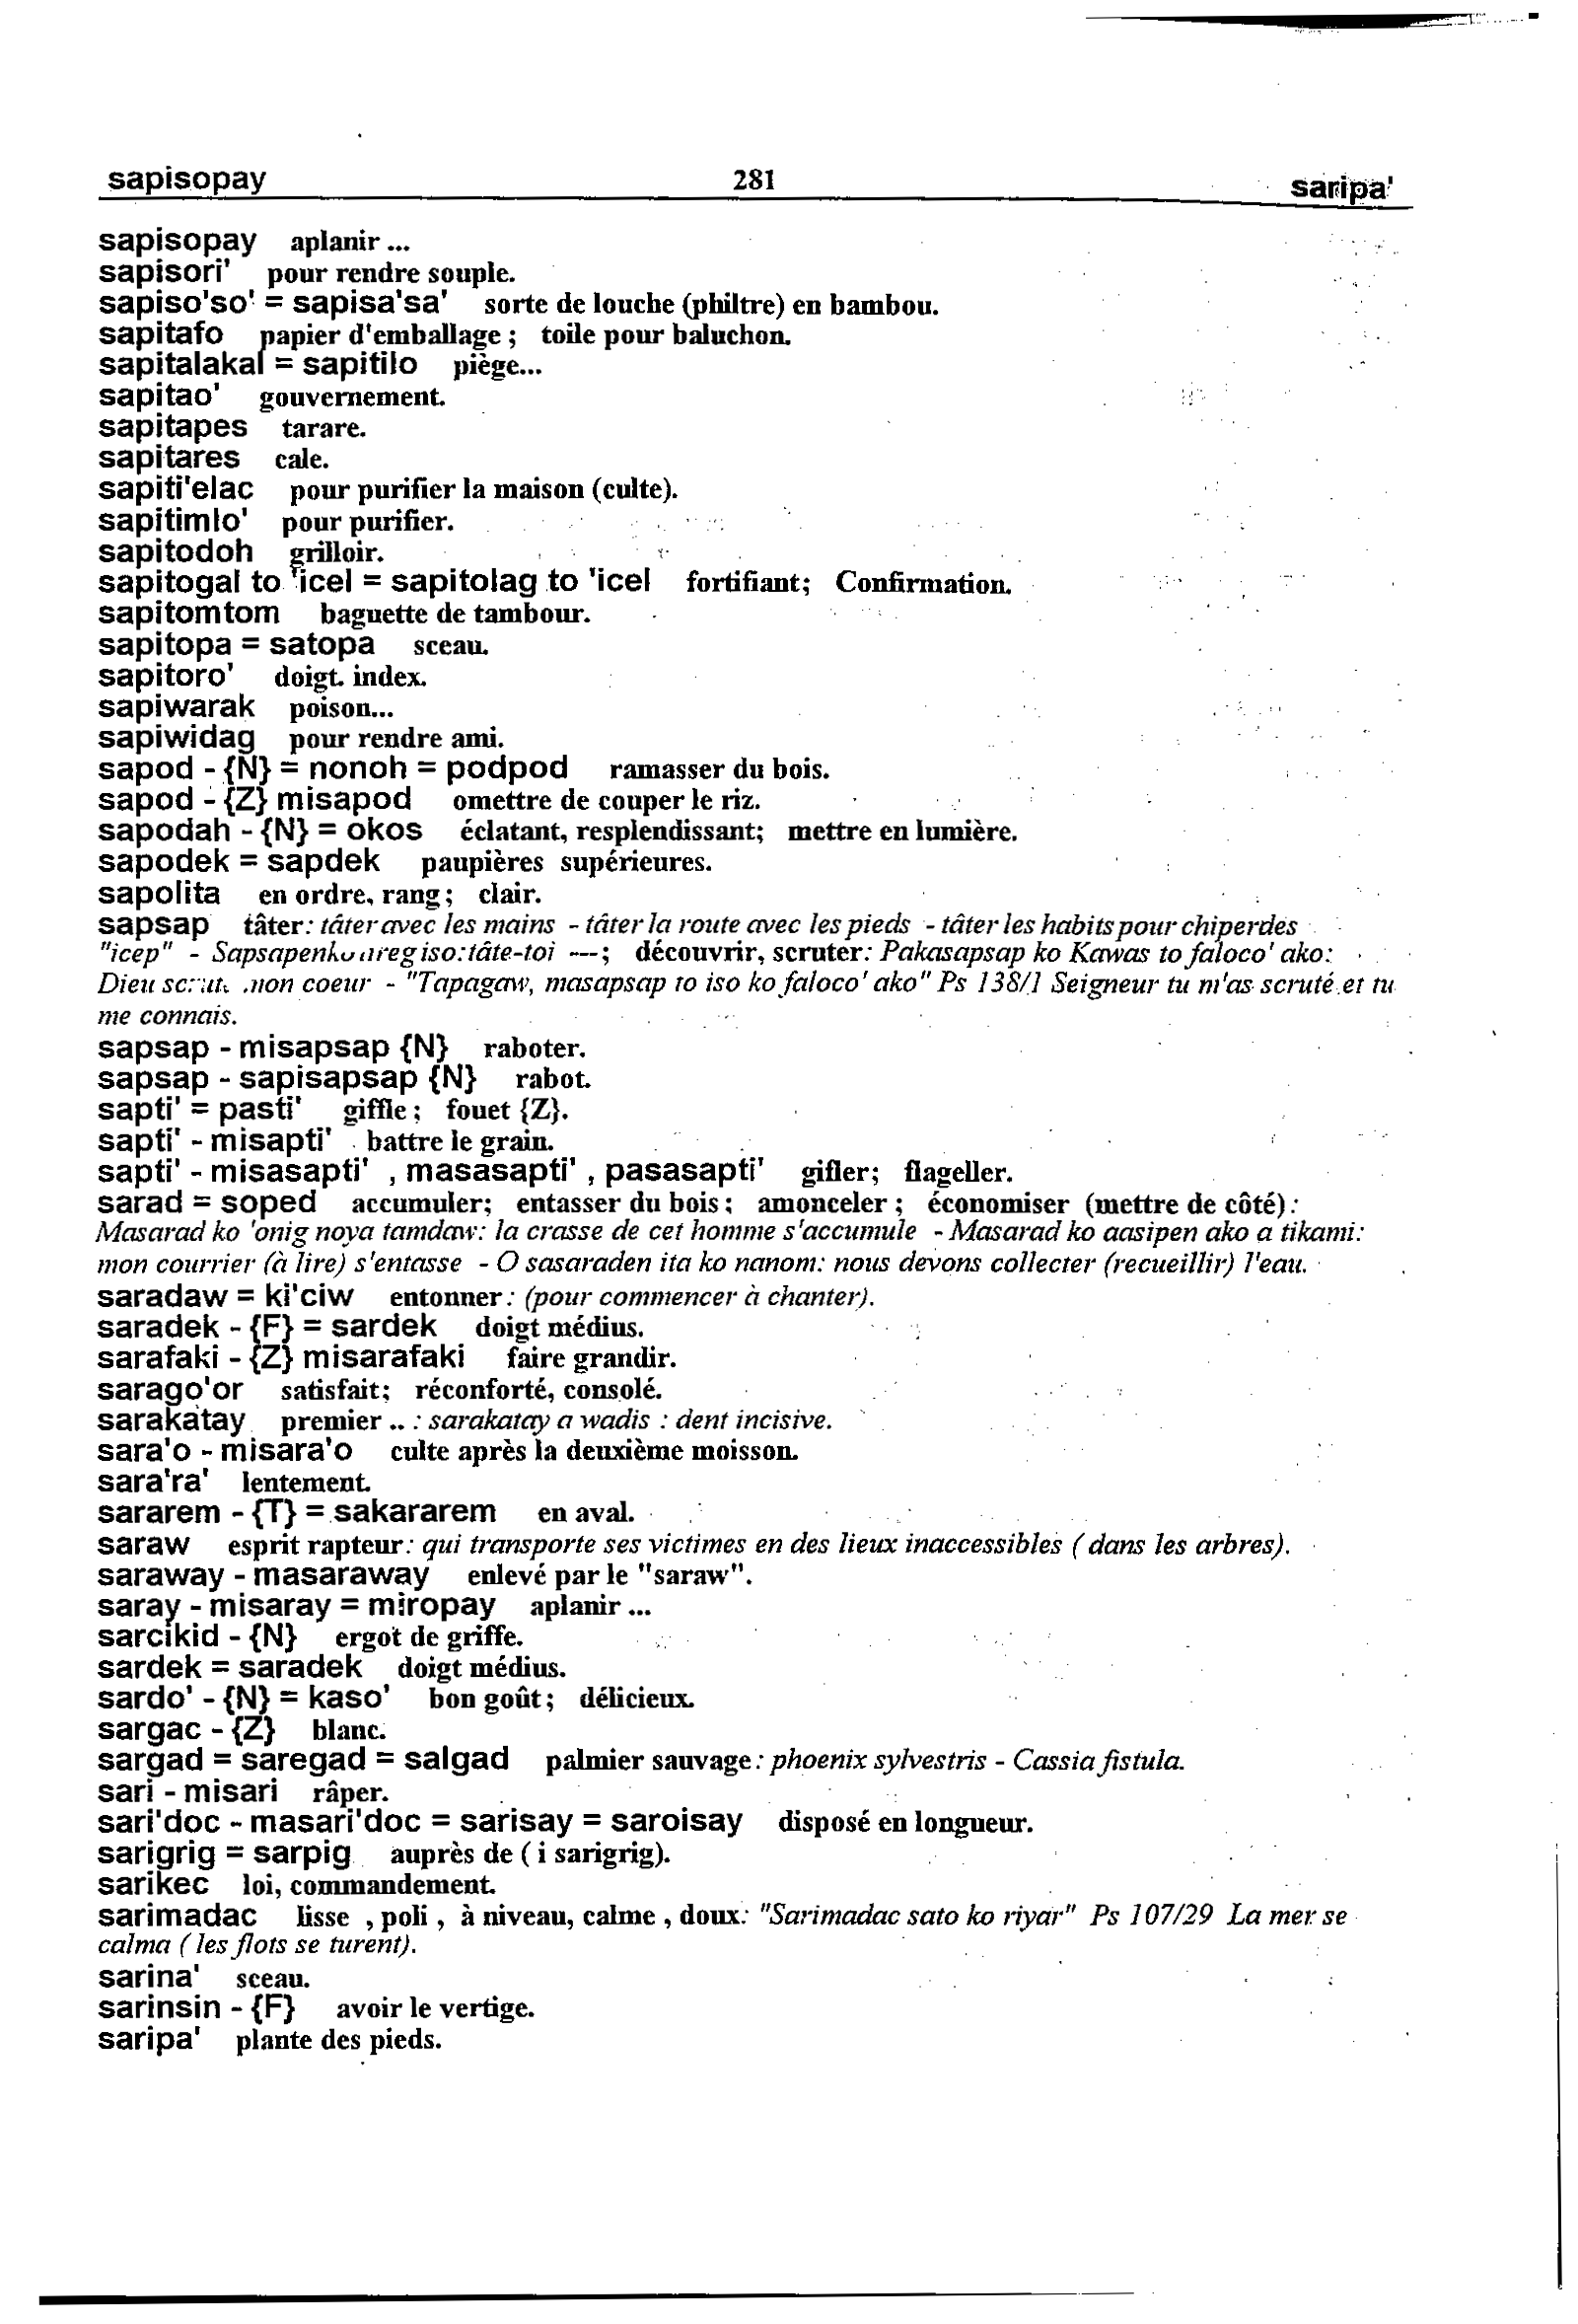 sapisopay 281 saripa'
sapisopay aplanir ...
sapisori' pour rendre souple.
sapiso'so' = sapisa'sa' sorte de louche (philtre) en bambou.
sapitafo papier d'emballage ; toile pour baluchon.
sapitalakal = sapitilo piège...
sapitao' gouvernement.
sapitapes tarare.
sapitares cale.
sapiti'elac pour purifier la maison (culte).
sapitimlo' pour purifier.
sapitodoh grilloir.
sapitogal to 'icel = sapitolag to 'icel fortifiant; Confirmation.
sapitomtom baguette de tambour.
sapitopa = satopa sceau.
sapitoro' doigt. index.
sapiwarak poison...
sapiwidag pour rendre ami.
sapod - {N} = nonoh = podpod ramasser du bois.
sapod - {Z} misapod omettre de couper le riz.
sapodah - {N} = okos éclatant, resplendissant; mettre en lumière.
sapodek = sapdek paupières supérieures.
sapolita en ordre, rang ; clair.
sapsap tâter: tâter avec les mains - tâter la route avec les pieds - tâter les habits pour chiper des
"icep" - iso: tâte-toi ---; découvrir, scruter: Pakasapsap ko Kawas to faloco' ako:
Dieu coeur - "Tapagaw, masapsap to iso ko faloco' ako" Ps 138/1 Seigneur tu m'as scruté et tu
me connais.
sapsap - misapsap {N} raboter.
sapsap - sapisapsap {N} rabot.
sapti' = pasti' giffle ; fouet {Z}.
sapti' - misapti' battre le grain.
sapti' - misasapti' , masasapti' , pasasapti' gifler; flageller.
sarad = soped accumuler; entasser du bois ; amonceler ; économiser (mettre de côté) :
Masarad ko 'onig noya tamdaw: la crasse de cet homme s'accumule - Masarad ko aasipen ako a tikami:
mon courrier (à lire) s'entasse - O sasaraden ita ko nanom: nous devons collecter (recueillir) l'eau.
saradaw = ki'ciw entonner : (pour commencer à chanter).
saradek - {F} = sardek doigt médius.
sarafaki - {Z} misarafaki faire grandir.
sarago'or satisfait; réconforté, consolé.
sarakatay premier .. : sarakatay a wadis : dent incisive.
sara'o - misara'o culte après la deuxième moisson.
sara'ra' lentement.
sararem - {T} = sakararem en aval.
saraw esprit rapteur: qui transporte ses victimes en des lieux inaccessibles ( dans les arbres).
saraway - masaraway enlevé par le "saraw".
saray - misaray = miropay aplanir ...
sarcikid - {N} ergot de griffe.
sardek = saradek doigt médius.
sardo' - {N} = kaso' bon goût ; délicieux.
sargac - {Z} blanc.
sargad = saregad = salgad palmier sauvage : phoenix sylvestris - Cassia fistula.
sari - misari râper.
sari'doc - masari'doc = sarisay = saroisay disposé en longueur.
sarigrig = sarpig auprès de ( i sarigrig).
sarikec loi, commandement.
sarimadac lisse , poli , à niveau, calme , doux: "Sarimadac sato ko riyar" Ps 107/29 La mer se
calma ( les flots se turent).
sarina' sceau.
sarinsin - {F} avoir le vertige.
saripa' plante des pieds.